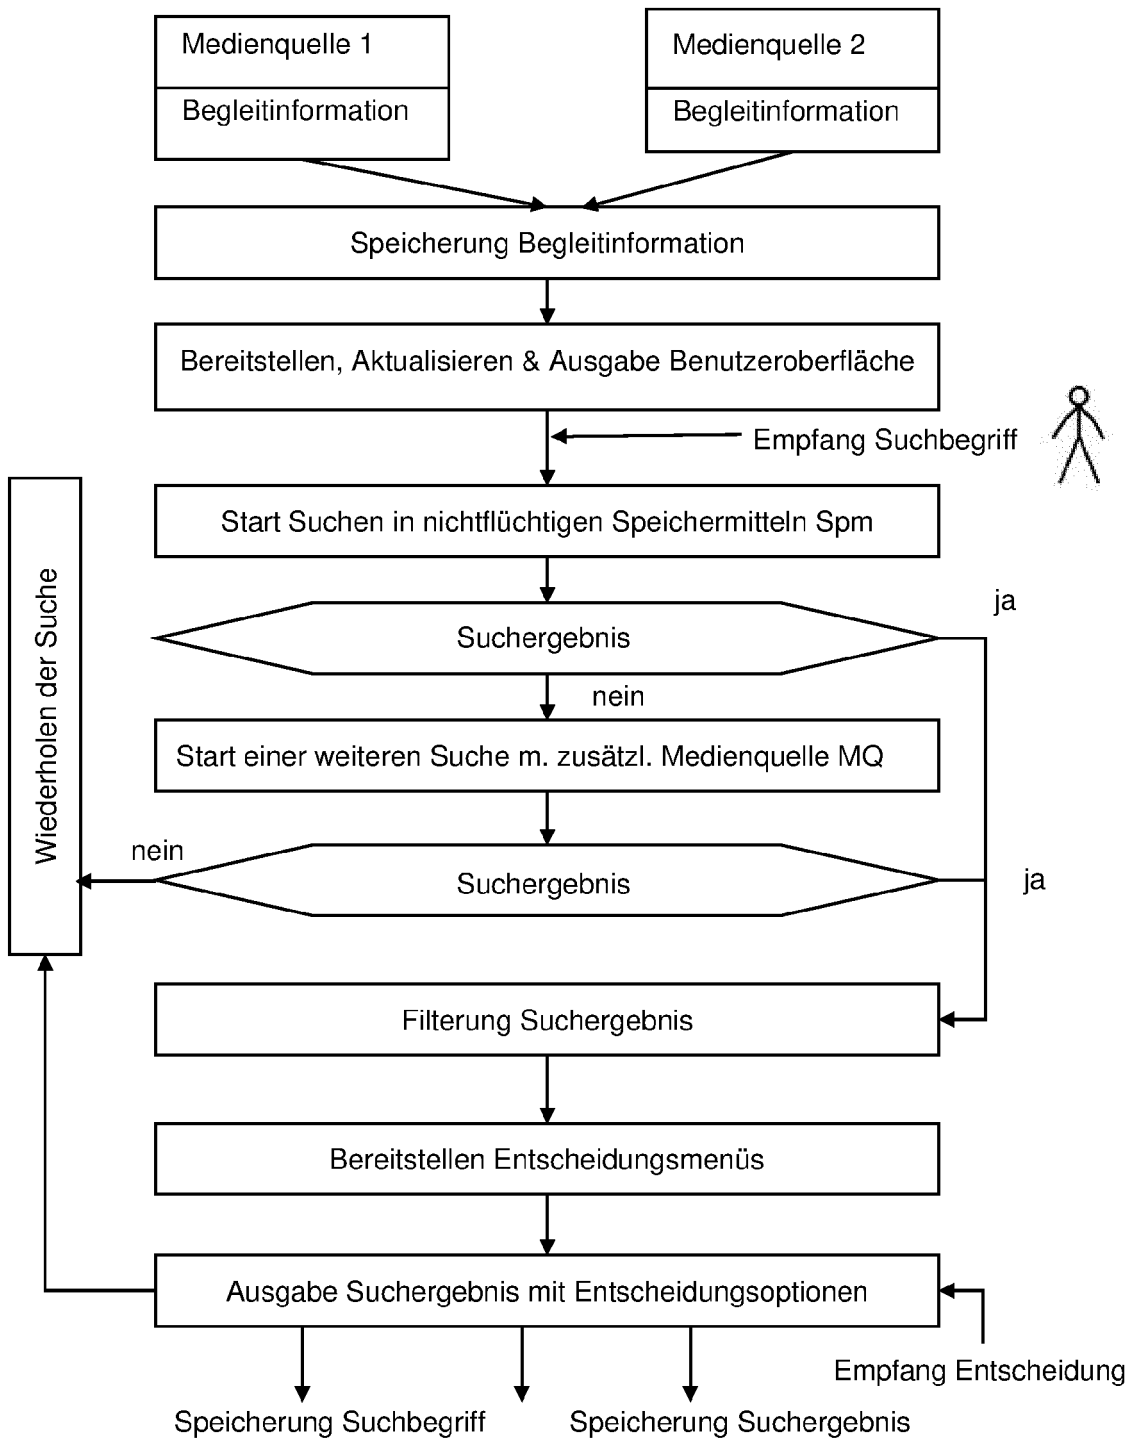 Medienquelle 1
Begleitinformation
Medienquelle 2
Begleitinformation
Speicherung Begleitinformation
Bereitstellen, Aktualisieren & Ausgabe Benutzeroberfläche
Empfang Suchbegriff
Start Suchen in nichtflüchtigen Speichermitteln Spm
ja
Suchergebnis
nein
Start einer weiteren Suche m. zusätzl. Medienquelle MQ
Wiederholen der Suche
nein
Suchergebnis
ja
Filterung Suchergebnis
Bereitstellen Entscheidungsmenüs
Ausgabe Suchergebnis mit Entscheidungsoptionen
Empfang Entscheidung
Speicherung Suchbegriff
Speicherung Suchergebnis